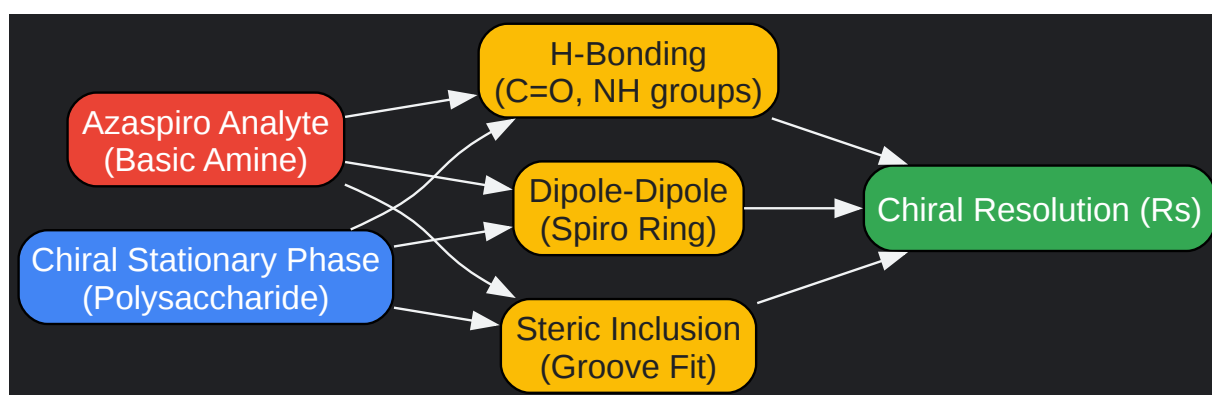 Azaspiro Analyte
(Basic Amine)
Chiral Stationary Phase
(Polysaccharide)
H-Bonding
(C=O, NH groups)
Dipole-Dipole
(Spiro Ring)
Steric Inclusion
(Groove Fit)
Chiral Resolution (Rs)